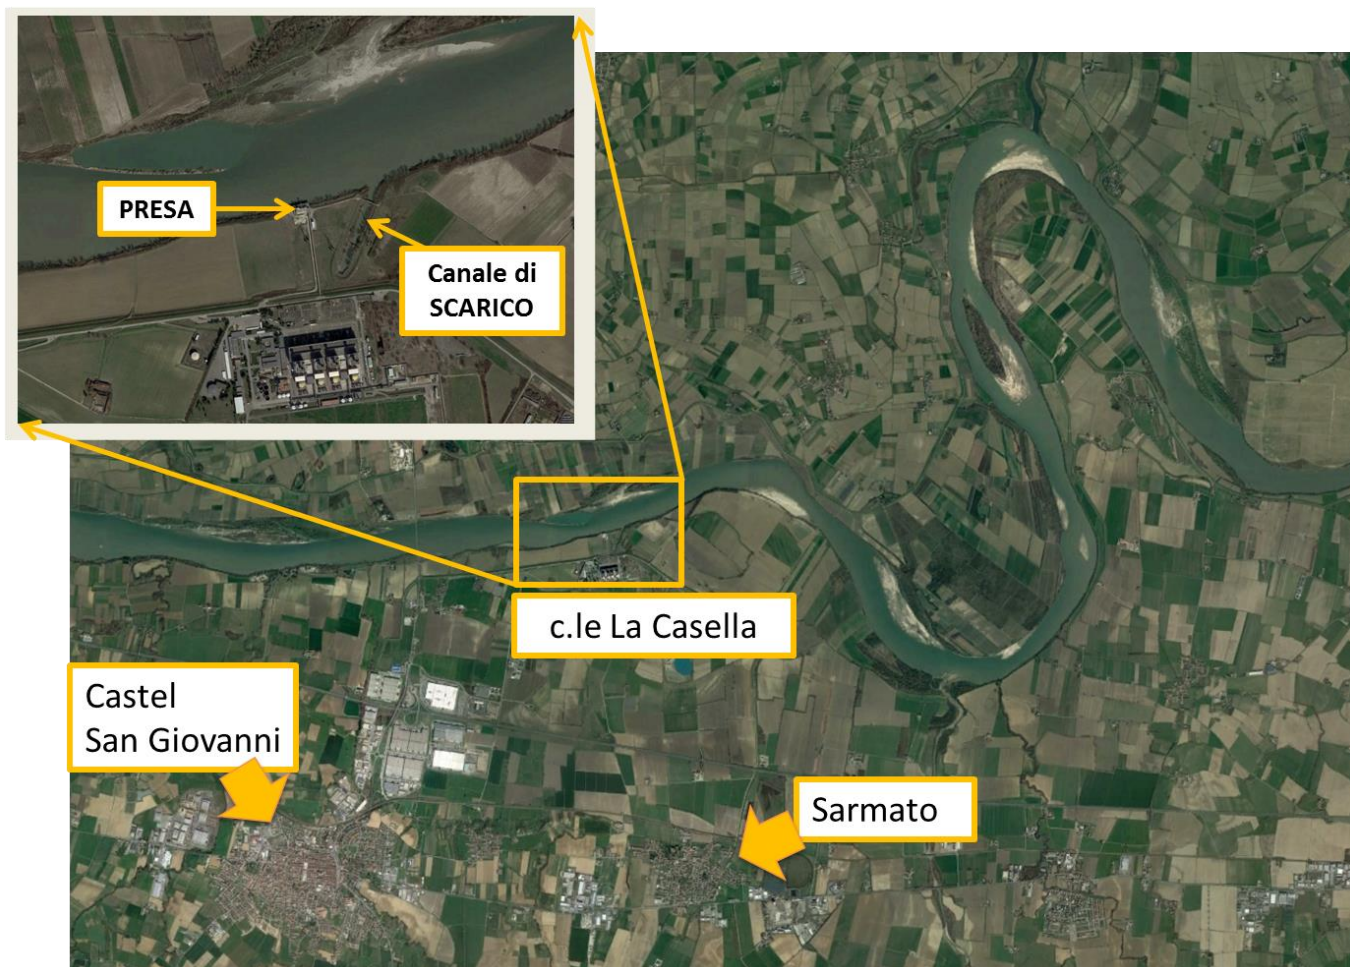 PRESA
Canale di
SCARICO
c.le La Casella
Castel
San Giovanni
Sarmato